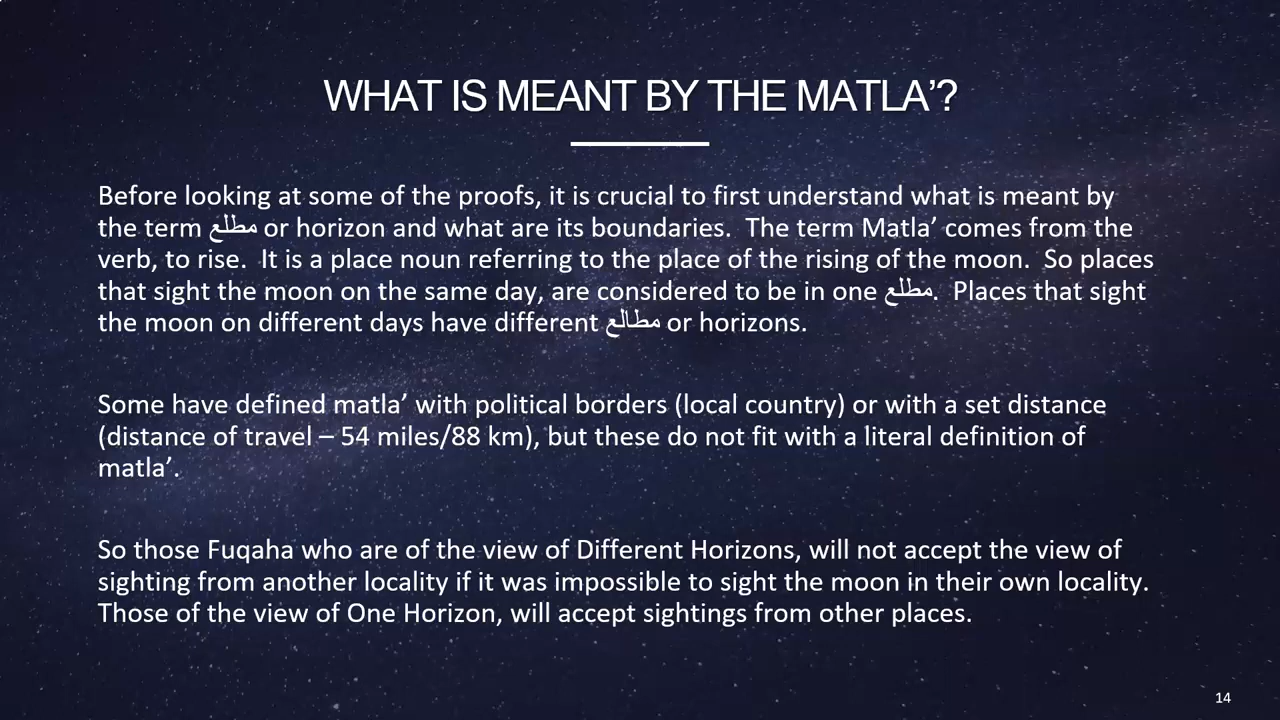 WHAT IS MEANT BY THE MATLA’?
Before looking at some of the proofs, it is crucial to first understand what is meant by
the term مطلع or horizon and what are its boundaries.  The term Matla’ comes from the
verb, to rise.  It is a place noun referring to the place of the rising of the moon.  So places
that sight the moon on the same day, are considered to be in one مطلع.  Places that sight
the moon on different days have different مطالع or horizons.
Some have defined matla’ with political borders (local country) or with a set distance
(distance of travel – 54 miles/88 km), but these do not fit with a literal definition of
matla’.
So those Fuqaha who are of the view of Different Horizons, will not accept the view of
sighting from another locality if it was impossible to sight the moon in their own locality.
Those of the view of One Horizon, will accept sightings from other places.
14